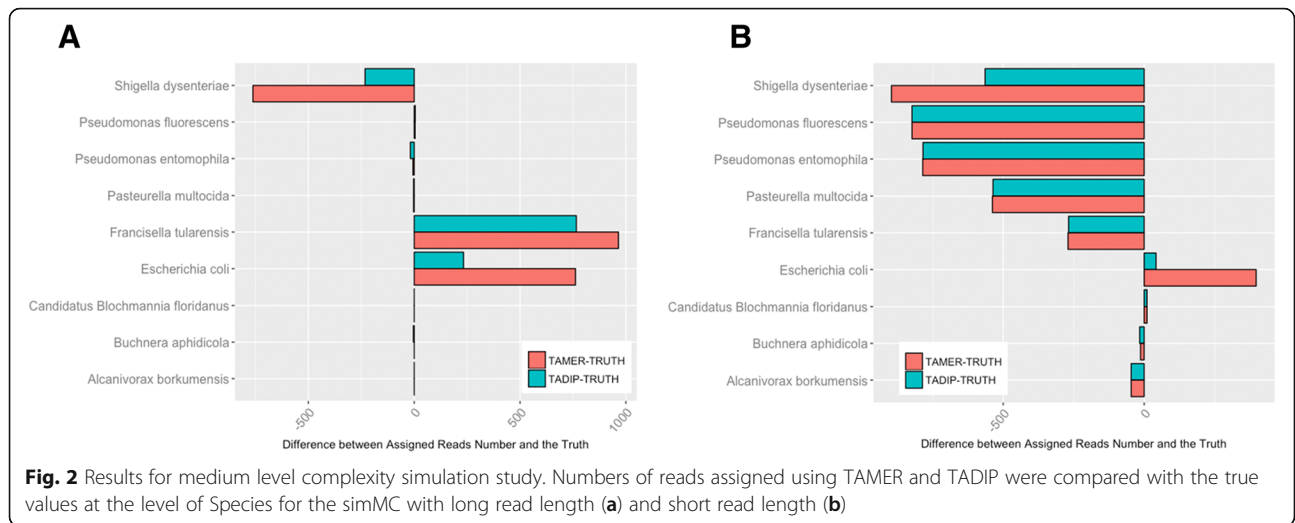 A
Shigella dysenteriae
Pseudomonas fluorescens
Pseudomonas entomophila
Pasteurella multocida
Francisella tularensis
Escherichia coli
Candidatus Blochmannia floridanus
Buchnera aphidicola
Alcanivorax borkumensis
TAMER-TRUTH
TADIP-TRUTH
-500
0
500
1000
Difference between Assigned Reads Number and the Truth
B
Shigella dysenteriae
Pseudomonas fluorescens
Pseudomonas entomophila
Pasteurella multocida
Francisella tularensis
Escherichia coli
Candidatus Blochmannia floridanus
Buchnera aphidicola
Alcanivorax borkumensis
TAMER-TRUTH
TADIP-TRUTH
-500
0
Difference between Assigned Reads Number and the Truth
Fig. 2 Results for medium level complexity simulation study. Numbers of reads assigned using TAMER and TADIP were compared with the true
values at the level of Species for the simMC with long read length (a) and short read length (b)